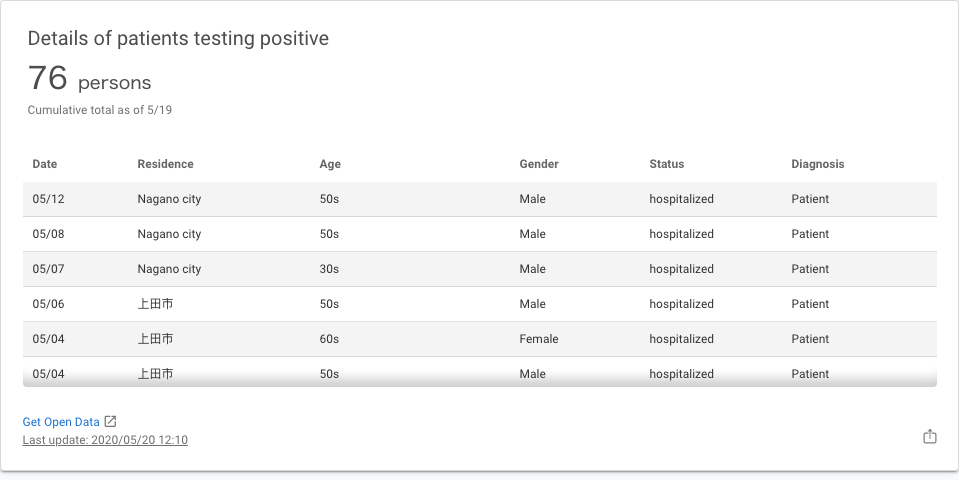 Details of patients testing positive
76 persons
Cumulative total as of 5/19
Date Residence Age Gender Status Diagnosis
05/12 Nagano city 50s Male hospitalized Patient
05/08 Nagano city 50s Male hospitalized Patient
05/07 Nagano city 30s Male hospitalized Patient
05/06 上田市 50s Male hospitalized Patient
05/04 上田市 60s Female hospitalized Patient
05/04 上田市 50s Male hospitalized Patient
Get Open Data
Last update: 2020/05/20 12:10